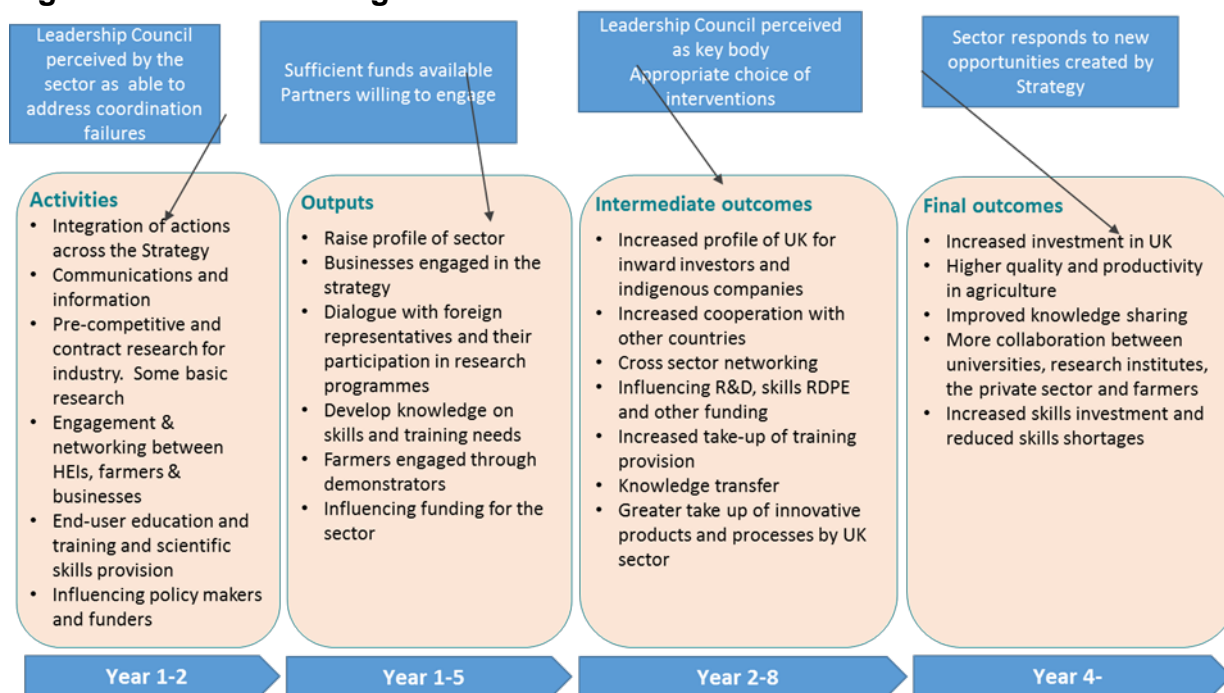 Leadership Council
perceived by the
sector as able to
address coordination
failures
Sufficient funds available
Partners willing to engage
Leadership Council perceived
as key body
Appropriate choice of
interventions
Sector responds to new
opportunities created by
Strategy
Activities
• Integration of actions
across the Strategy
• Communications and
information
• Pre-competitive and
contract research for
industry. Some basic
research
• Engagement &
networking between
HEIs, farmers &
businesses
• End-user education and
training and scientific
skills provision
• Influencing policy makers
and funders
Outputs
• Raise profile of sector
• Businesses engaged in the
strategy
• Dialogue with foreign
representatives and their
participation in research
programmes
• Develop knowledge on
skills and training needs
• Farmers engaged through
demonstrators
• Influencing funding for the
sector
Intermediate outcomes
• Increased profile of UK for
inward investors and
indigenous companies
• Increased cooperation with
other countries
• Cross sector networking
• Influencing R&D, skills RDPE
and other funding
• Increased take-up of training
provision
• Knowledge transfer
• Greater take up of innovative
products and processes by UK
sector
Final outcomes
• Increased investment in UK
• Higher quality and productivity
in agriculture
• Improved knowledge sharing
• More collaboration between
universities, research institutes,
the private sector and farmers
• Increased skills investment and
reduced skills shortages
Year 1-2
Year 1-5
Year 2-8
Year 4-